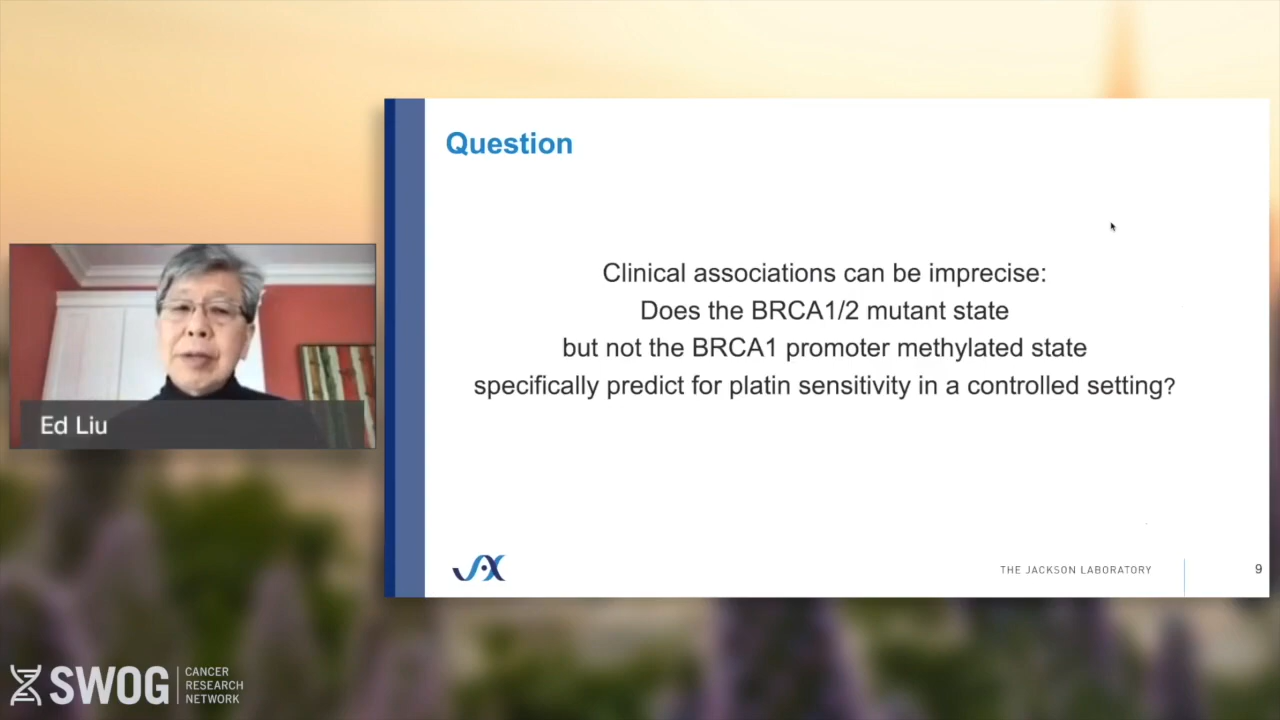 Question
Clinical associations can be imprecise:
Does the BRCA1/2 mutant state
but not the BRCA1 promoter methylated state
specifically predict for platin sensitivity in a controlled setting?
Ed Liu
JAX
THE JACKSON LABORATORY
9
SWOG
CANCER
RESEARCH
NETWORK